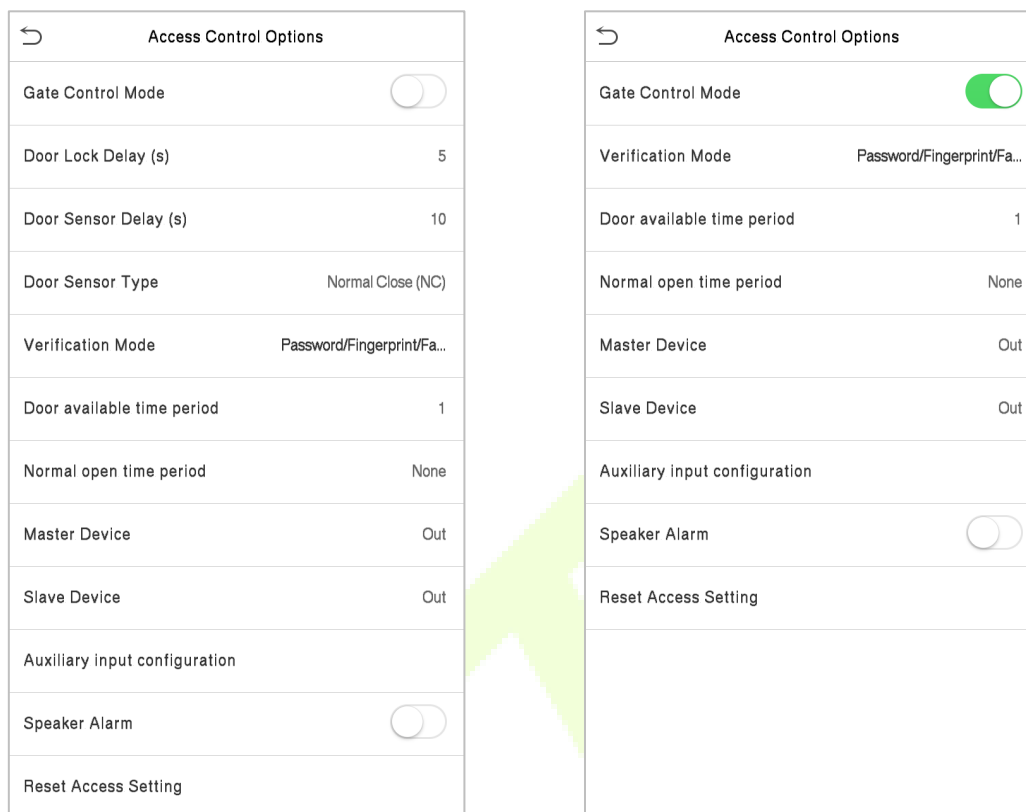 Access Control Options
Gate Control Mode
Door Lock Delay (s) 5
Door Sensor Delay (s) 10
Door Sensor Type Normal Close (NC)
Verification Mode Password/Fingerprint/Fa...
Door available time period 1
Normal open time period None
Master Device Out
Slave Device Out
Auxiliary input configuration
Speaker Alarm
Reset Access Setting
Access Control Options
Gate Control Mode
Verification Mode Password/Fingerprint/Fa...
Door available time period 1
Normal open time period None
Master Device Out
Slave Device Out
Auxiliary input configuration
Speaker Alarm
Reset Access Setting